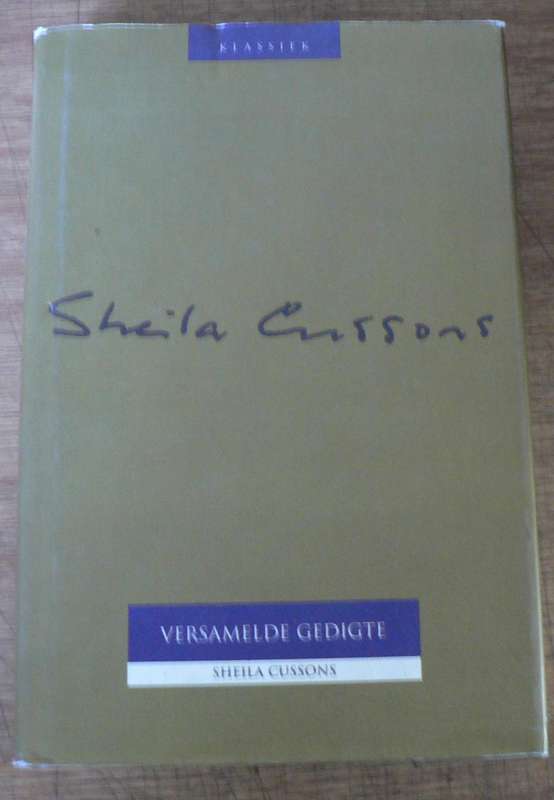 KLASSIEK
Sheila Cussons
VERSAMELDE GEDIGTE
SHEILA CUSSONS